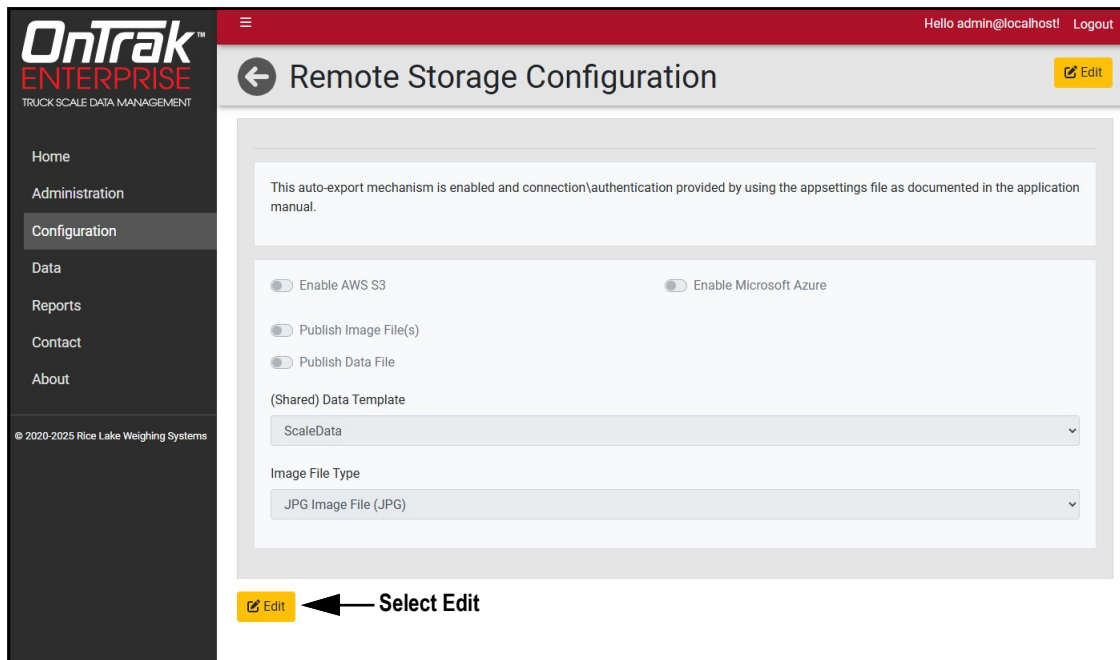 OnTrak™
ENTERPRISE
TRUCK SCALE DATA MANAGEMENT
Hello admin@localhost! Logout
Remote Storage Configuration
Edit
Home
Administration
Configuration
Data
Reports
Contact
About
© 2020-2025 Rice Lake Weighing Systems
This auto-export mechanism is enabled and connection\authentication provided by using the appsettings file as documented in the application
manual.
Enable AWS S3
Enable Microsoft Azure
Publish Image File(s)
Publish Data File
(Shared) Data Template
ScaleData
Image File Type
JPG Image File (JPG)
Edit
Select Edit